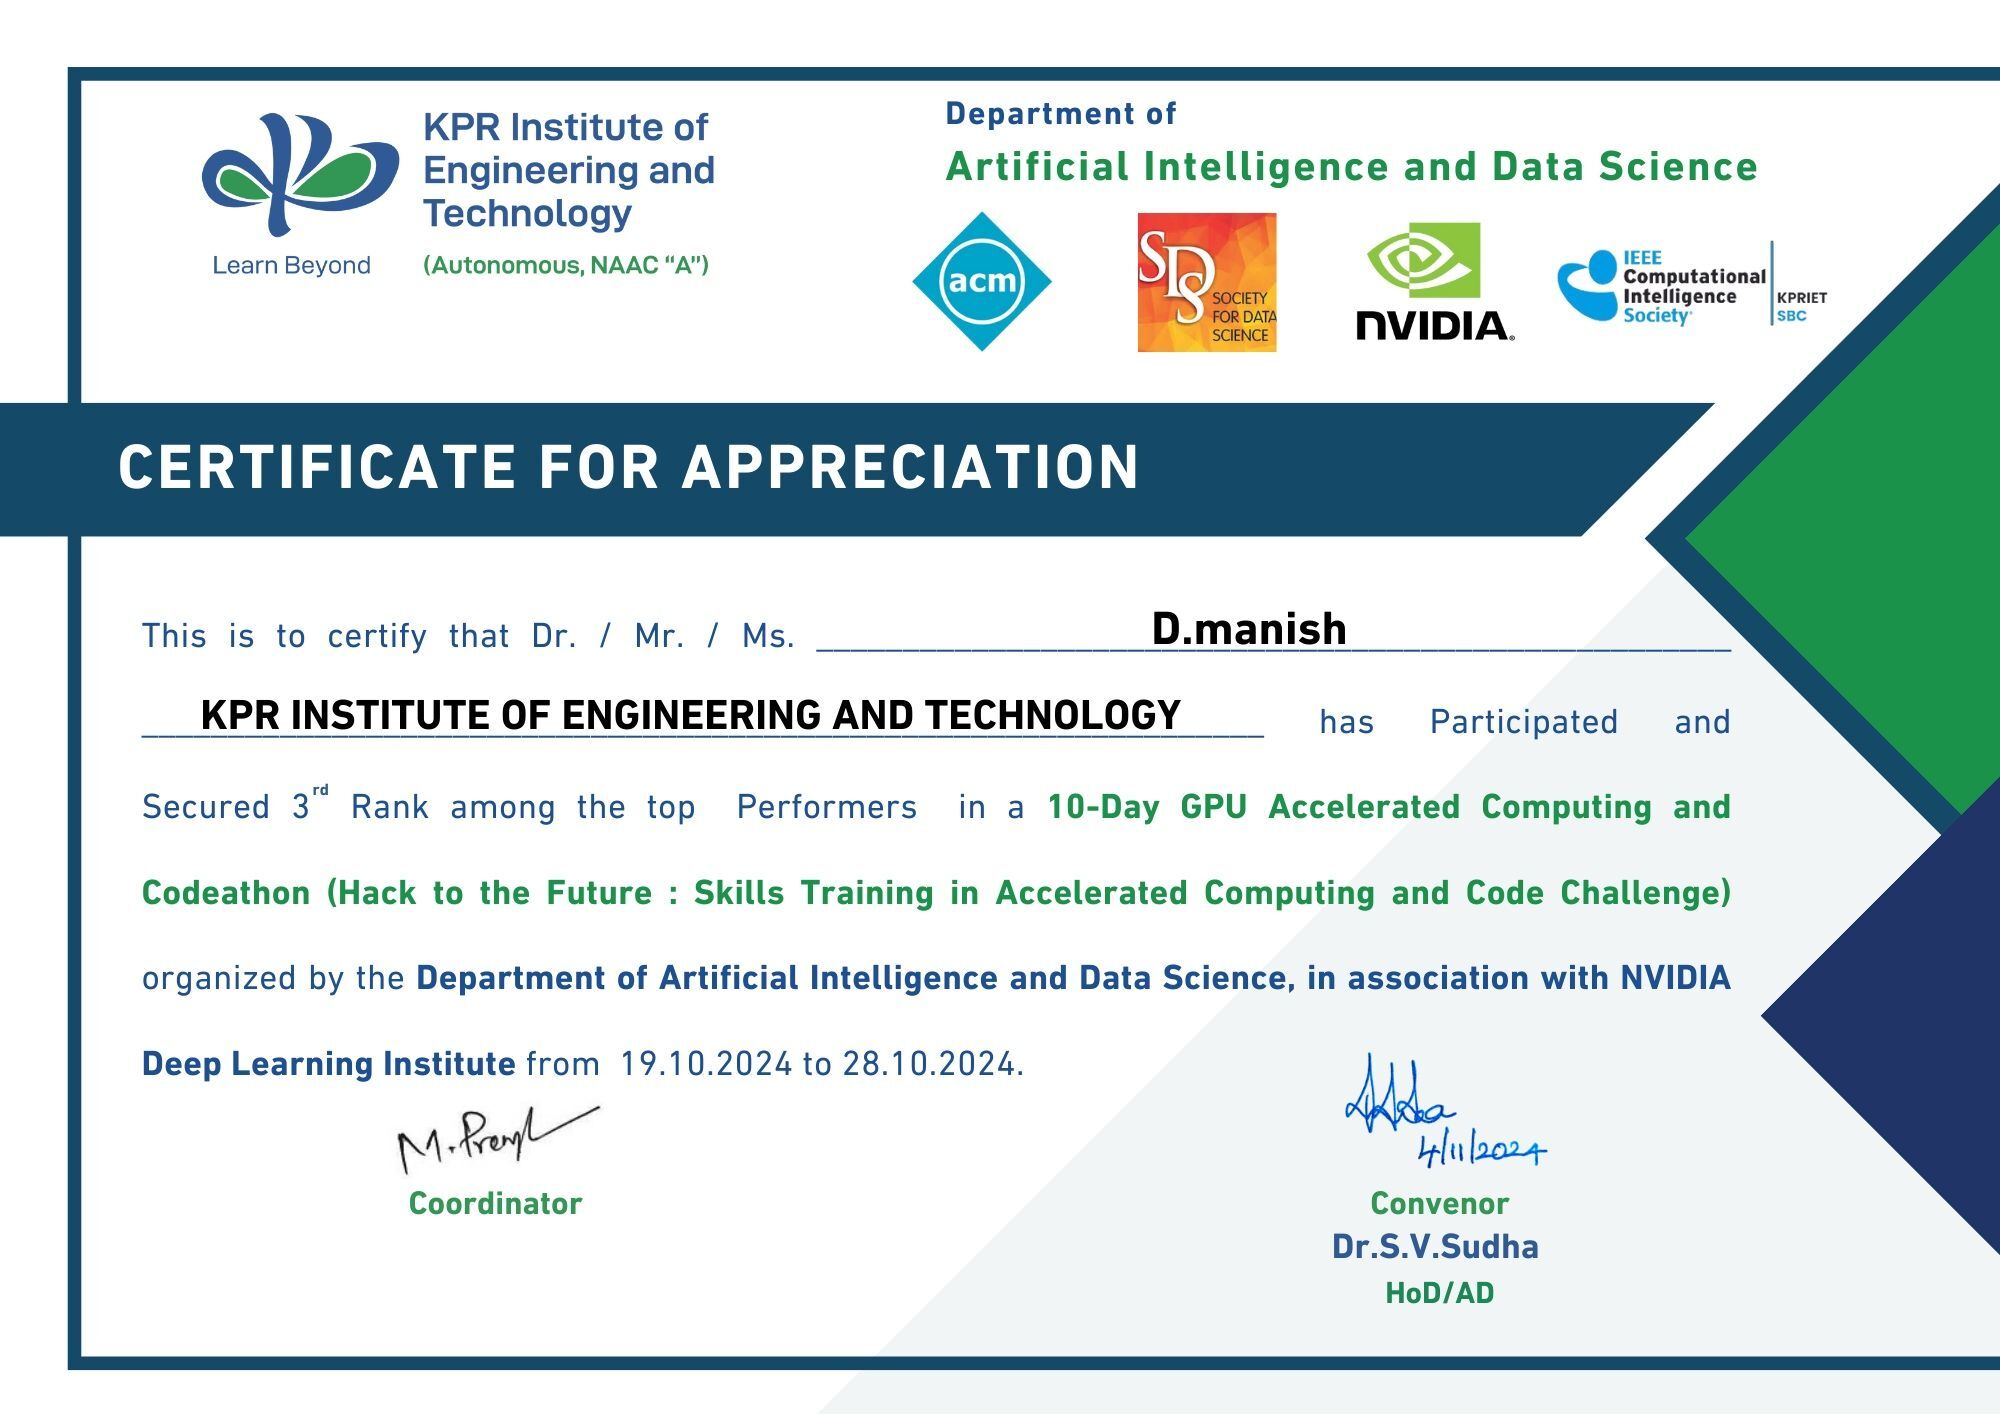 KPR Institute of
Engineering and
Technology
Learn Beyond
(Autonomous, NAAC “A”)
Department of
Artificial Intelligence and Data Science
acm
SDS
SOCIETY
FOR DATA
SCIENCE
NVIDIA
IEEE
Computational
Intelligence
Society
KPRIET
SBC
CERTIFICATE FOR APPRECIATION
This is to certify that Dr. / Mr. / Ms. D.manish
KPR INSTITUTE OF ENGINEERING AND TECHNOLOGY has Participated and
Secured 3rd Rank among the top Performers in a 10-Day GPU Accelerated Computing and
Codeathon (Hack to the Future : Skills Training in Accelerated Computing and Code Challenge)
organized by the Department of Artificial Intelligence and Data Science, in association with NVIDIA
Deep Learning Institute from 19.10.2024 to 28.10.2024.
4/11/2024
Coordinator
Convenor
Dr.S.V.Sudha
HoD/AD